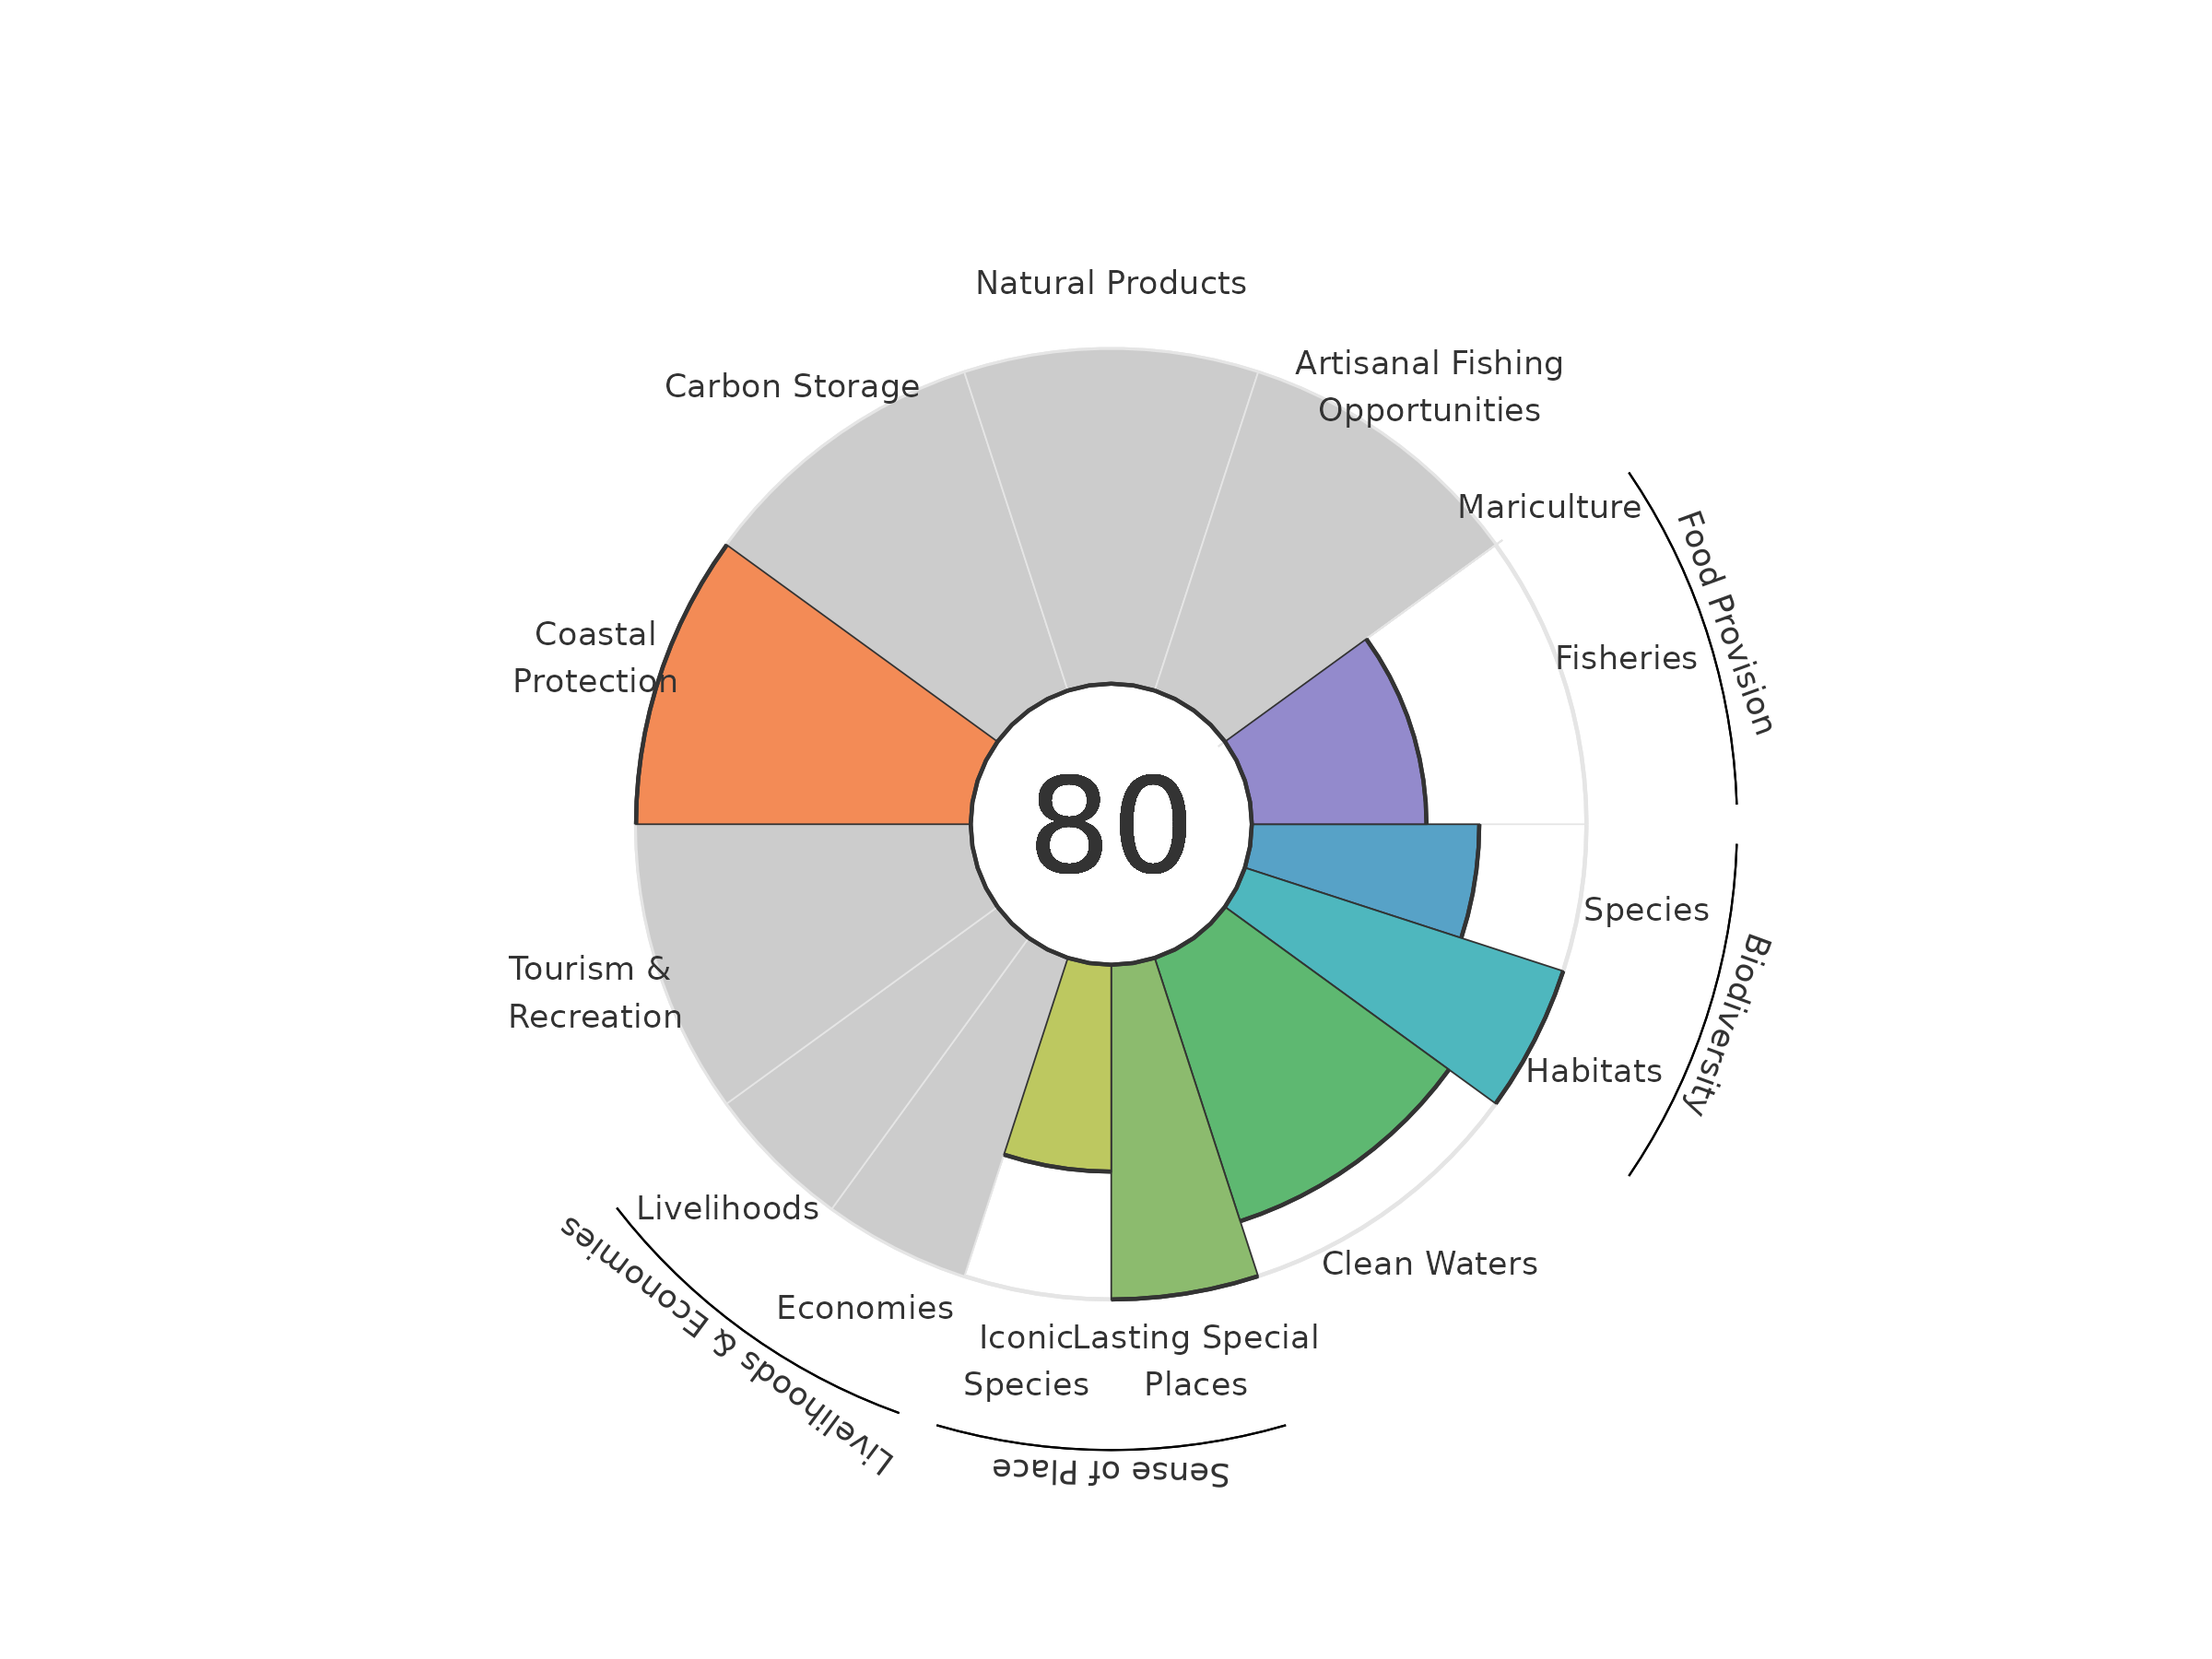 Natural Products
Artisanal Fishing
Opportunities
Carbon Storage
Mariculture
Food Provision
Coastal
Protection
Fisheries
80
Species
Biodiversity
Tourism &
Recreation
Habitats
Livelihoods
Clean Waters
Economies
Livelihoods & Economies
Iconic
Species
Lasting Special
Places
Sense of Place